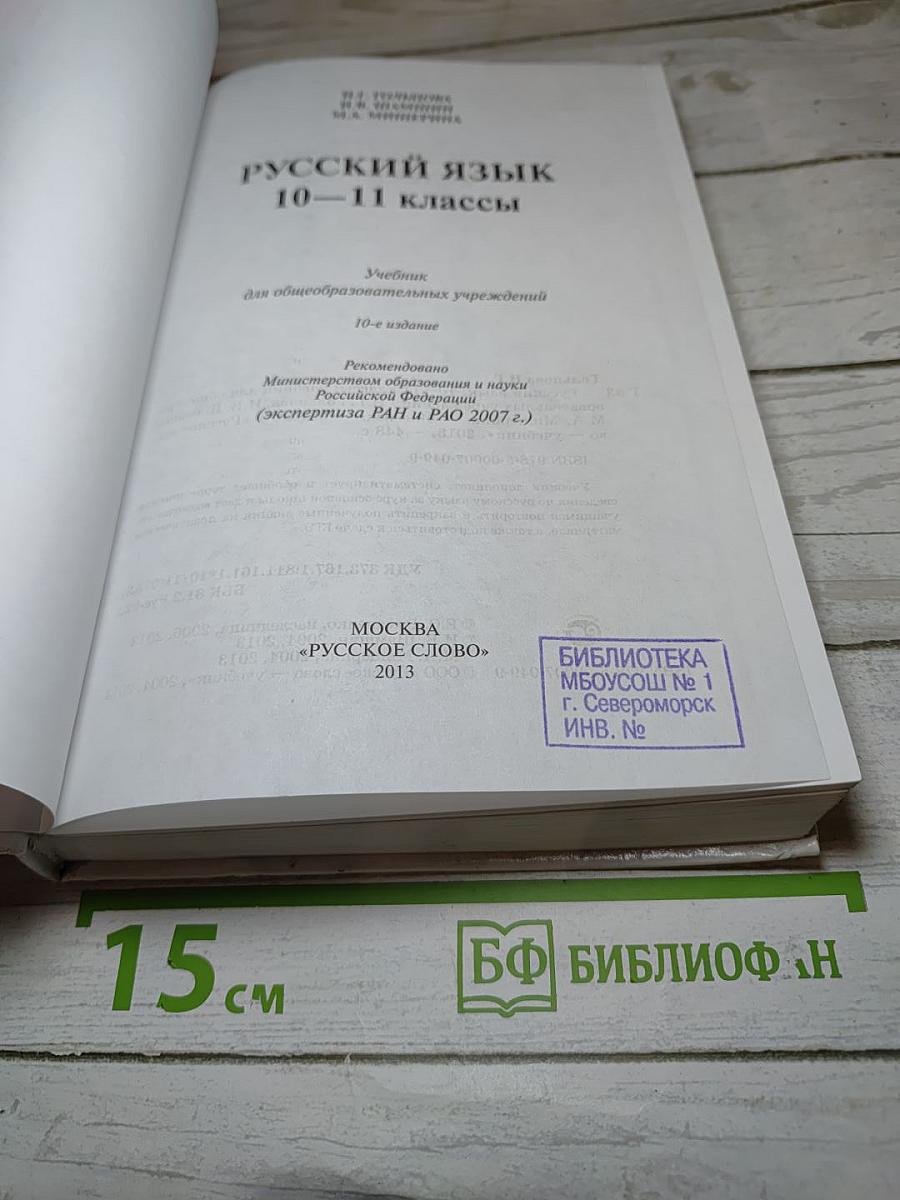 РУССКИЙ ЯЗЫК
10—11 классы
Учебник
для общеобразовательных учреждений
10-е издание
Рекомендовано
Министерством образования и науки
Российской Федерации
(экспертиза РАН и РАО 2007 г.)
МОСКВА
«РУССКОЕ СЛОВО»
2013
БИБЛИОТЕКА
МБОУСОШ № 1
г. Североморск
ИНВ. №
15 см
БФ БИБЛИОФАН